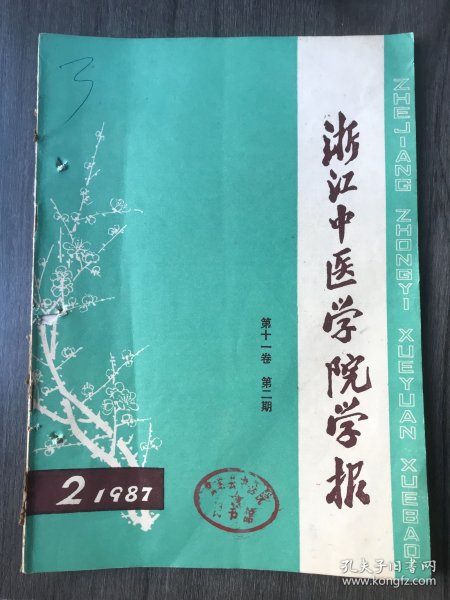 3
浙江中医学院学报
ZHEJIANG ZHONGYI XUEYUAN XUEBAO
第十一卷 第二期
2 1987
孔夫子旧书网
www.kongfz.com